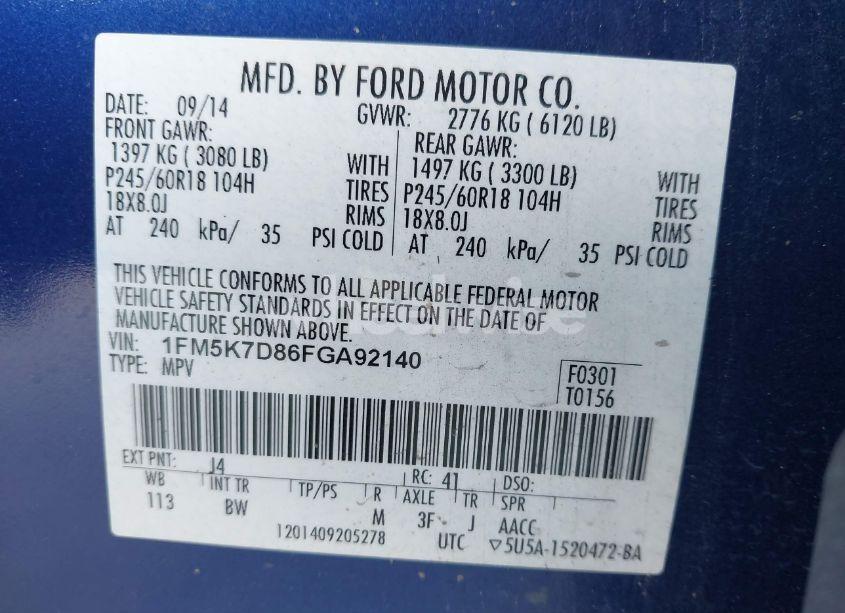 MFD. BY FORD MOTOR CO.
DATE: 09/14 GVWR: 2776 KG ( 6120 LB)
FRONT GAWR: REAR GAWR:
1397 KG ( 3080 LB) WITH 1497 KG ( 3300 LB) WITH
P245/60R18 104H TIRES P245/60R18 104H TIRES
18X8.0J RIMS 18X8.0J RIMS
AT 240 kPa/ 35 PSI COLD AT 240 kPa/ 35 PSI COLD
THIS VEHICLE CONFORMS TO ALL APPLICABLE FEDERAL MOTOR
VEHICLE SAFETY STANDARDS IN EFFECT ON THE DATE OF
MANUFACTURE SHOWN ABOVE.
VIN: 1FM5K7D86FGA92140
TYPE: MPV
F0301
T0156
EXT PNT: J4 RC: 41 DSO:
WB INT TR TP/PS R AXLE TR SPR
113 BW M 3F J AACC
1201409205278 UTC ▽5U5A-1520472-BA